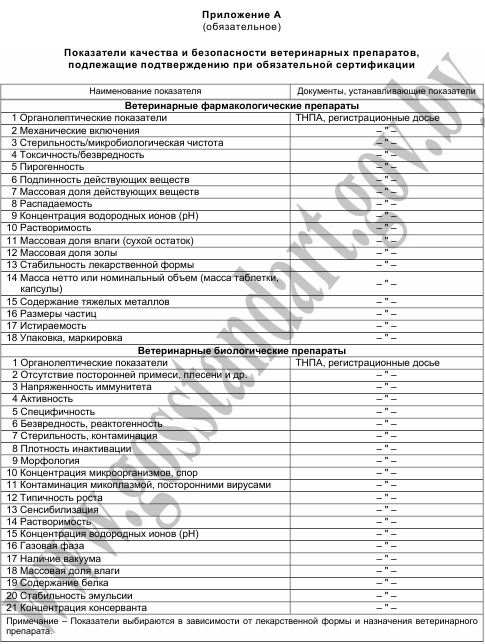 Приложение А
(обязательное)
Показатели качества и безопасности ветеринарных препаратов,
подлежащие подтверждению при обязательной сертификации
Наименование показателя Документы, устанавливающие показатели
Ветеринарные фармакологические препараты
1 Органолептические показатели ТНПА, регистрационные досье
2 Механические включения – " –
3 Стерильность/микробиологическая чистота – " –
4 Токсичность/безвредность – " –
5 Пирогенность – " –
6 Подлинность действующих веществ – " –
7 Массовая доля действующих веществ – " –
8 Распадаемость – " –
9 Концентрация водородных ионов (pH) – " –
10 Растворимость – " –
11 Массовая доля влаги (сухой остаток) – " –
12 Массовая доля золы – " –
13 Стабильность лекарственной формы – " –
14 Масса нетто или номинальный объем (масса таблетки,
капсулы) – " –
15 Содержание тяжелых металлов – " –
16 Размеры частиц – " –
17 Истираемость – " –
18 Упаковка, маркировка – " –
Ветеринарные биологические препараты
1 Органолептические показатели ТНПА, регистрационные досье
2 Отсутствие посторонней примеси, плесени и др. – " –
3 Напряженность иммунитета – " –
4 Активность – " –
5 Специфичность – " –
6 Безвредность, реактогенность – " –
7 Стерильность, контаминация – " –
8 Плотность инактивации – " –
9 Морфология – " –
10 Концентрация микроорганизмов, спор – " –
11 Контаминация микоплазмой, посторонними вирусами – " –
12 Типичность роста – " –
13 Сенсибилизация – " –
14 Растворимость – " –
15 Концентрация водородных ионов (pH) – " –
16 Газовая фаза – " –
17 Наличие вакуума – " –
18 Массовая доля влаги – " –
19 Содержание белка – " –
20 Стабильность эмульсии – " –
21 Концентрация консерванта – " –
Примечание – Показатели выбираются в зависимости от лекарственной формы и назначения ветеринарного
препарата.
www.gosstandart.gov.by